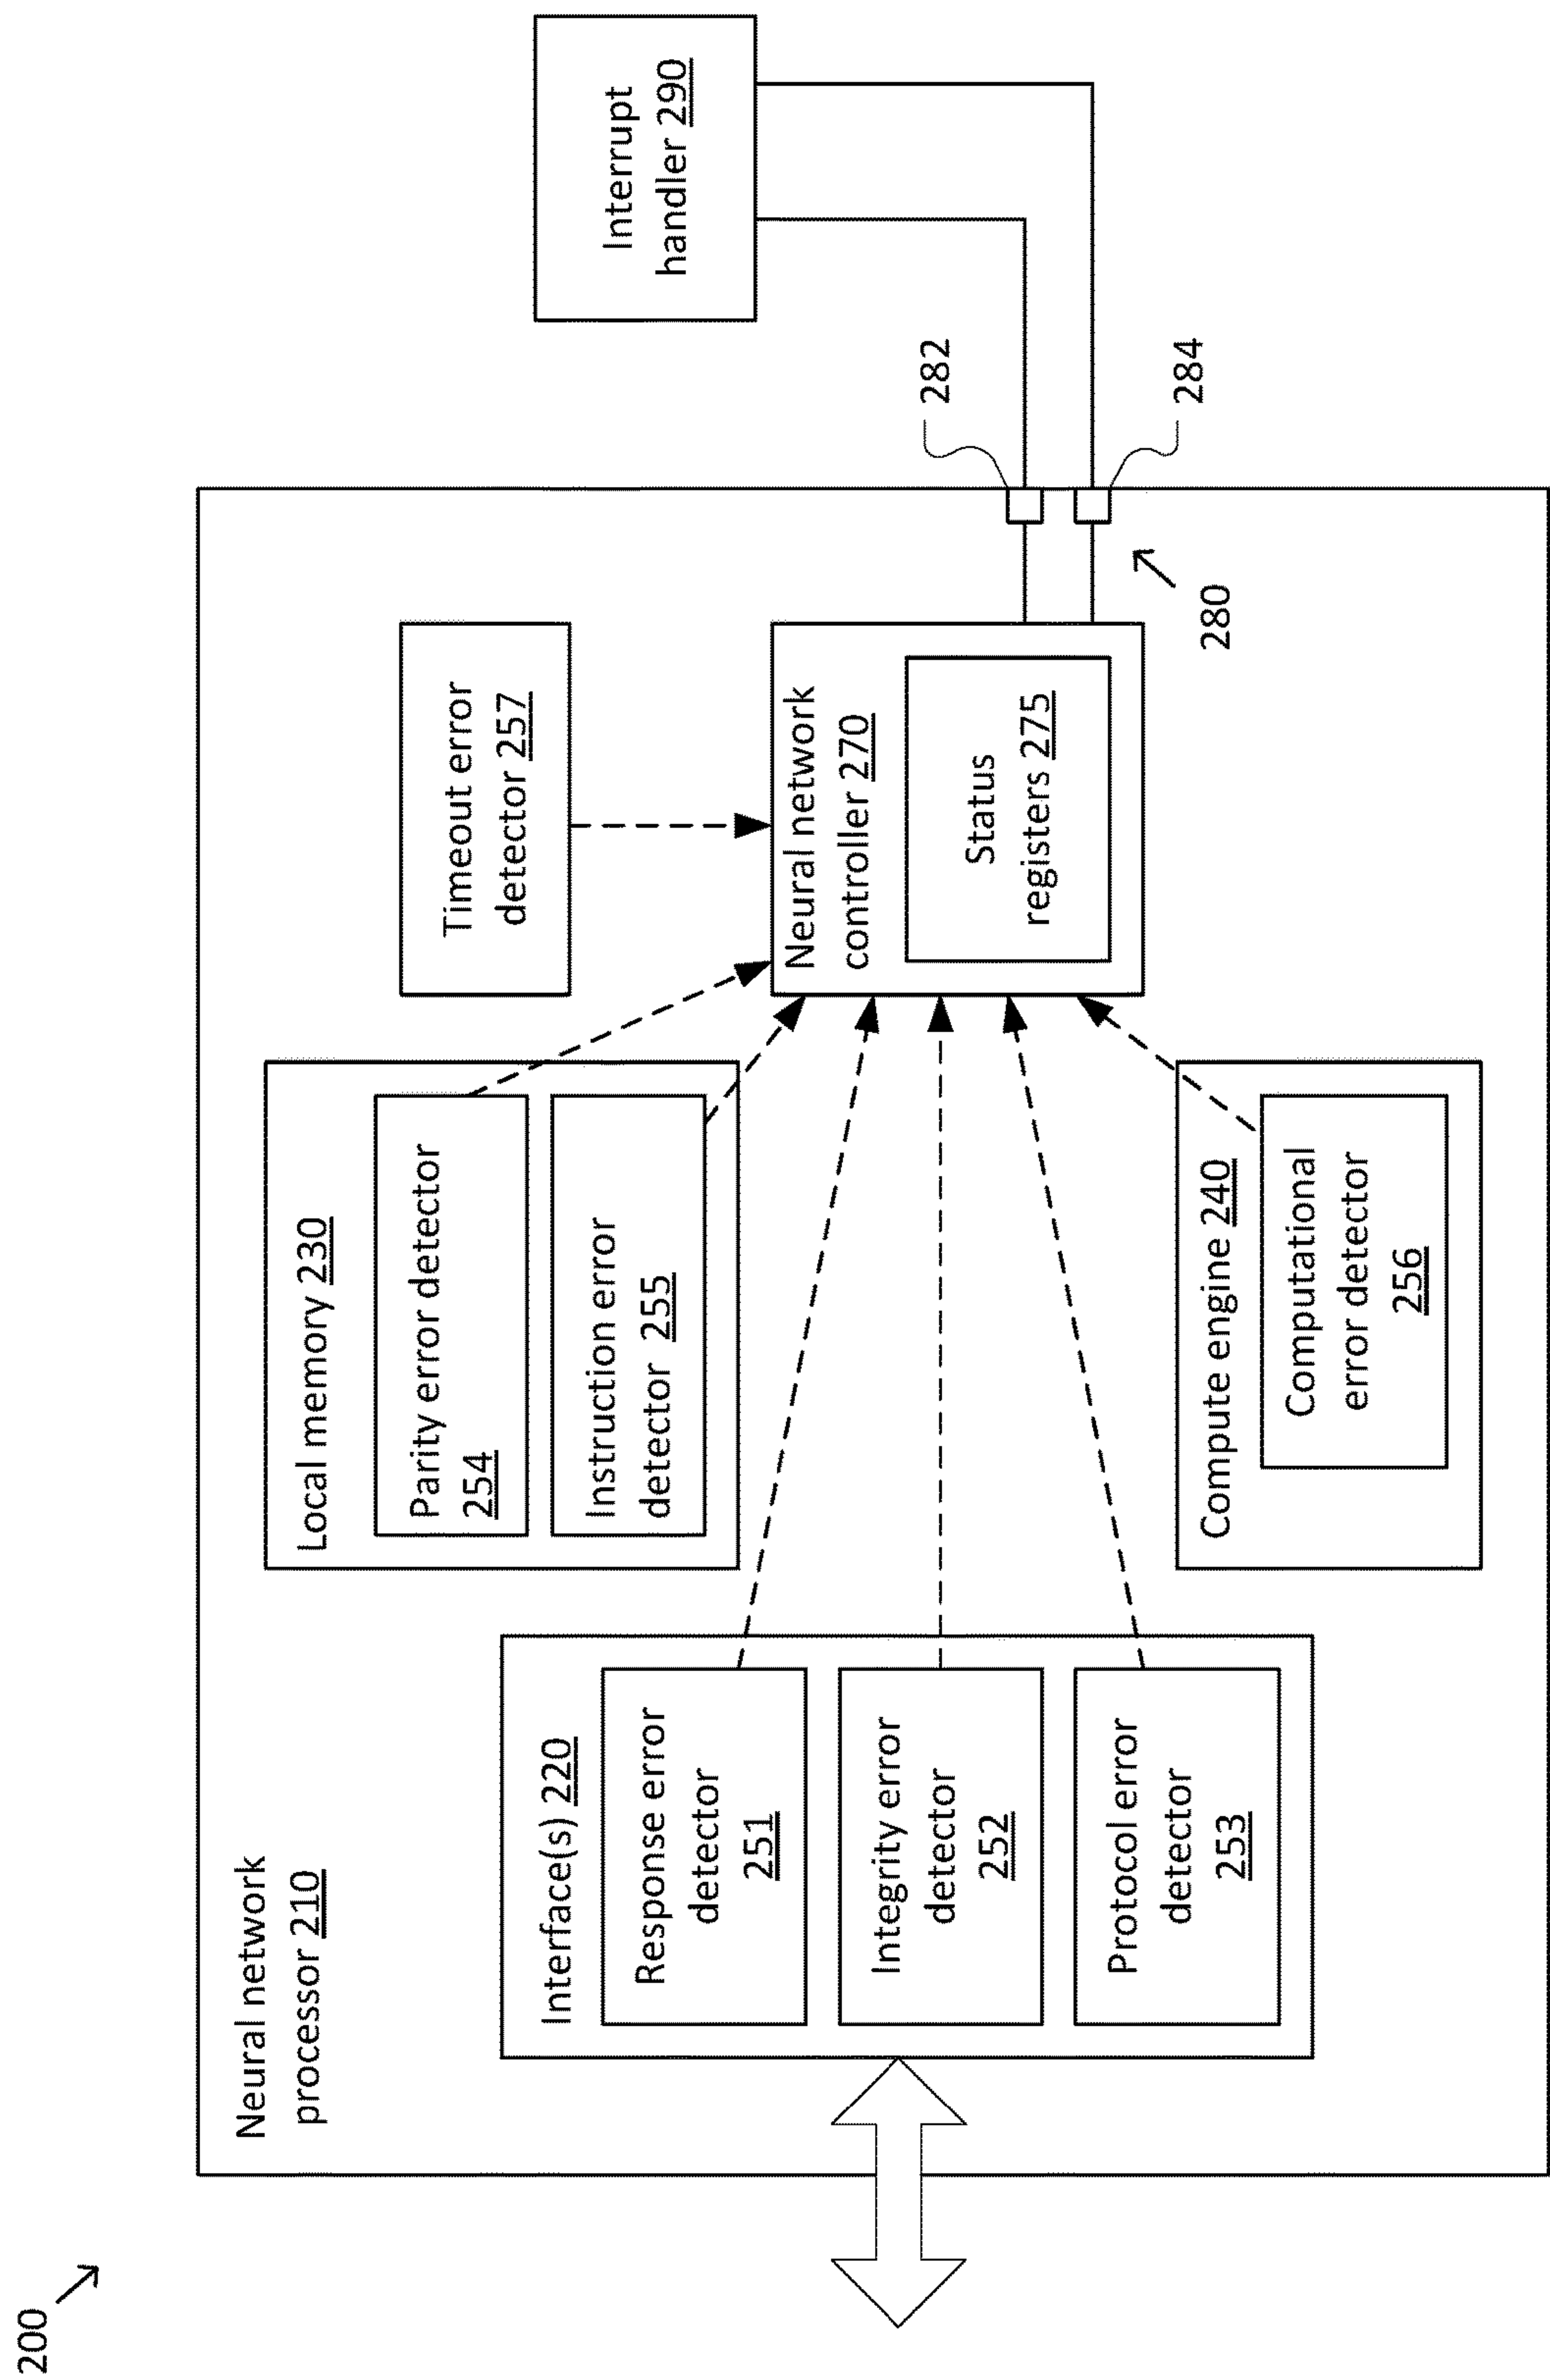 200
Neural network
processor 210
Interface(s) 220
Response error
detector
251
Integrity error
detector
252
Protocol error
detector
253
Local memory 230
Parity error detector
254
Instruction error
detector 255
Compute engine 240
Computational
error detector
256
Timeout error
detector 257
Neural network
controller 270
Status
registers 275
280
282
284
Interrupt
handler 290